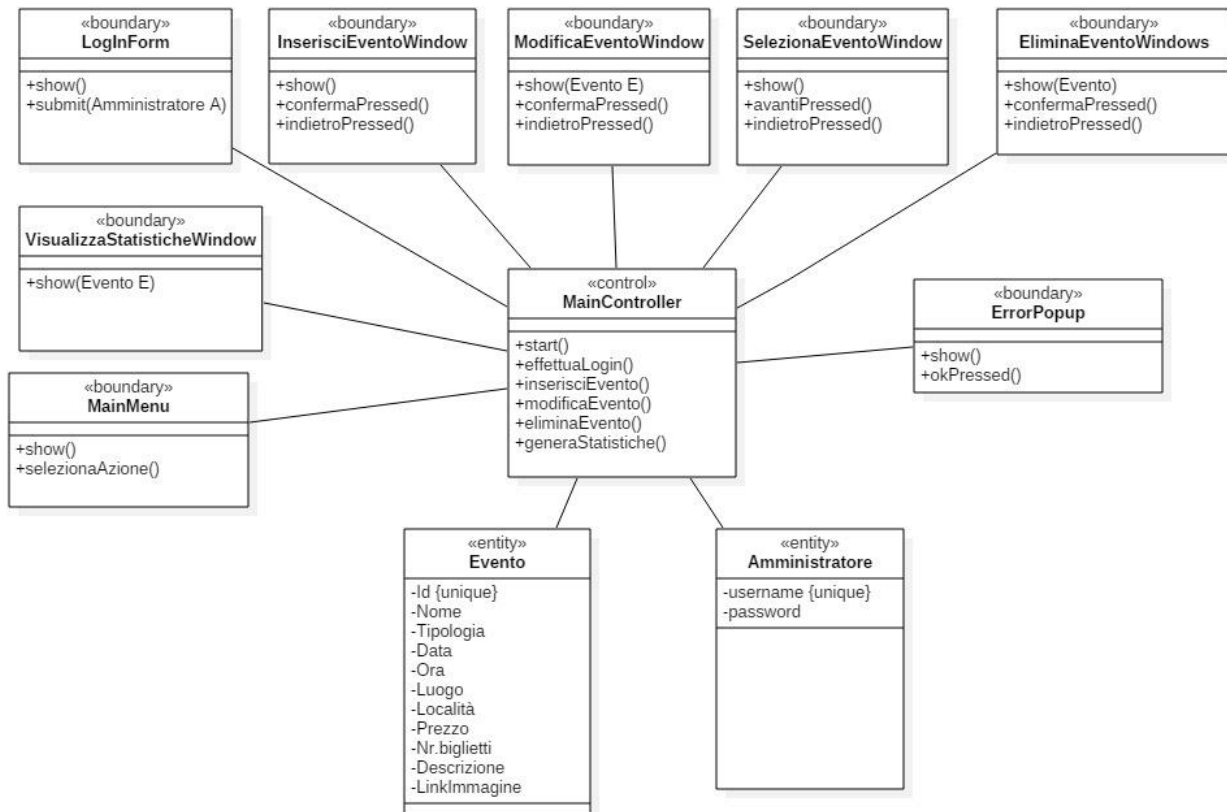 «boundary»
LogInForm
+show()
+submit(Amministratore A)
«boundary»
InserisciEventoWindow
+show()
+confermaPressed()
+indietroPressed()
«boundary»
ModificaEventoWindow
+show(Evento E)
+confermaPressed()
+indietroPressed()
«boundary»
SelezionaEventoWindow
+show()
+avantiPressed()
+indietroPressed()
«boundary»
EliminaEventoWindows
+show(Evento)
+confermaPressed()
+indietroPressed()
«boundary»
VisualizzaStatisticheWindow
+show(Evento E)
«control»
MainController
+start()
+effettuaLogin()
+inserisciEvento()
+modificaEvento()
+eliminaEvento()
+generaStatistiche()
«boundary»
ErrorPopup
+show()
+okPressed()
«boundary»
MainMenu
+show()
+selezionaAzione()
«entity»
Evento
-Id {unique}
-Nome
-Tipologia
-Data
-Ora
-Luogo
-Località
-Prezzo
-Nr.biglietti
-Descrizione
-LinkImmagine
«entity»
Amministratore
-username {unique}
-password